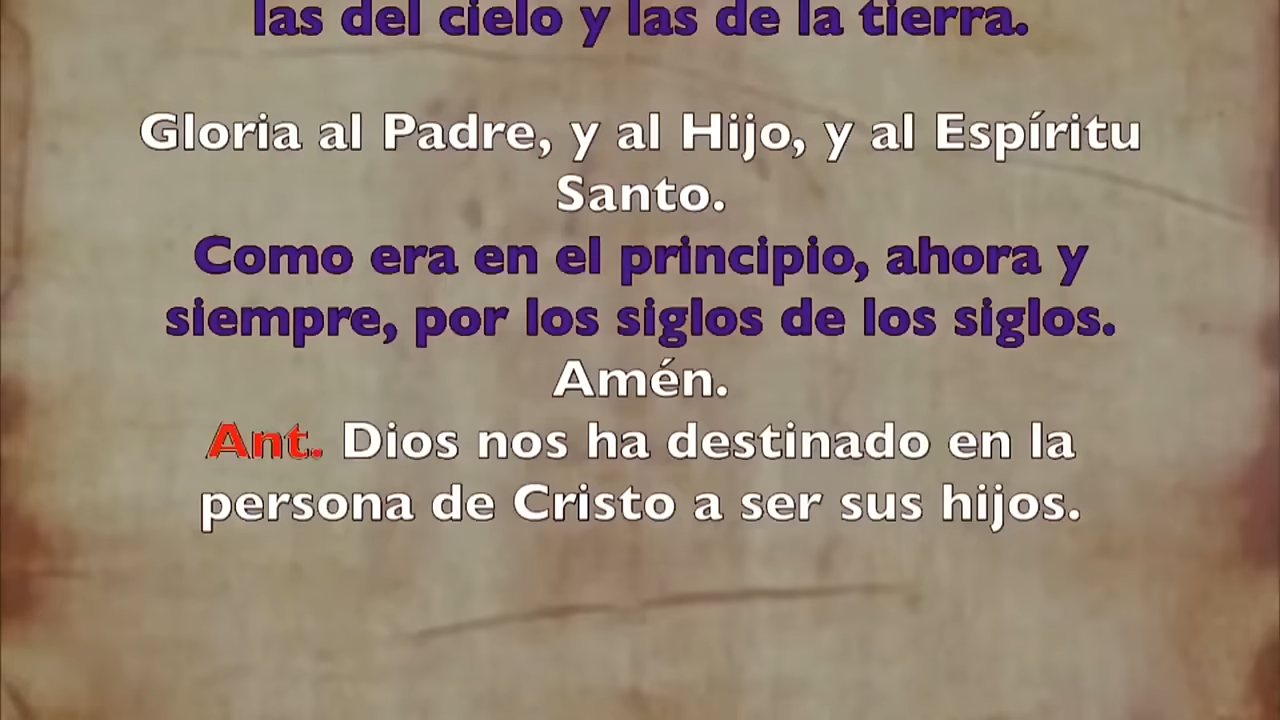 las del cielo y las de la tierra.
Gloria al Padre, y al Hijo, y al Espíritu
Santo.
Como era en el principio, ahora y
siempre, por los siglos de los siglos.
Amén.
Ant. Dios nos ha destinado en la
persona de Cristo a ser sus hijos.